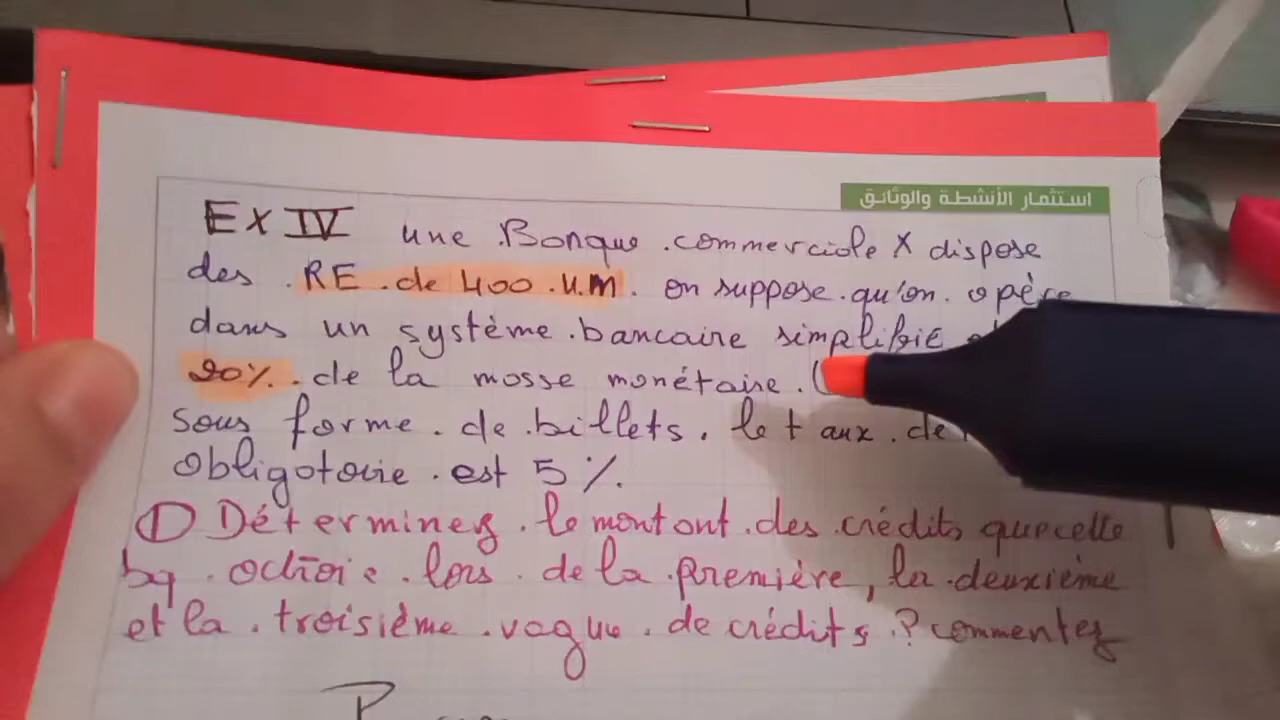 استثمار الأنشطة والوثائق
EX IV une Banque commerciale X dispose
des RE de 400 u.m. on suppose qu'on opère
dans un système bancaire simplifié
20% de la masse monétaire.
sous forme de billets. le taux de
obligatoire est 5%.
① Déterminez le montant des crédits que cette
bq octroie lors de la première, la deuxième
et la troisième vague de crédits ? commentez